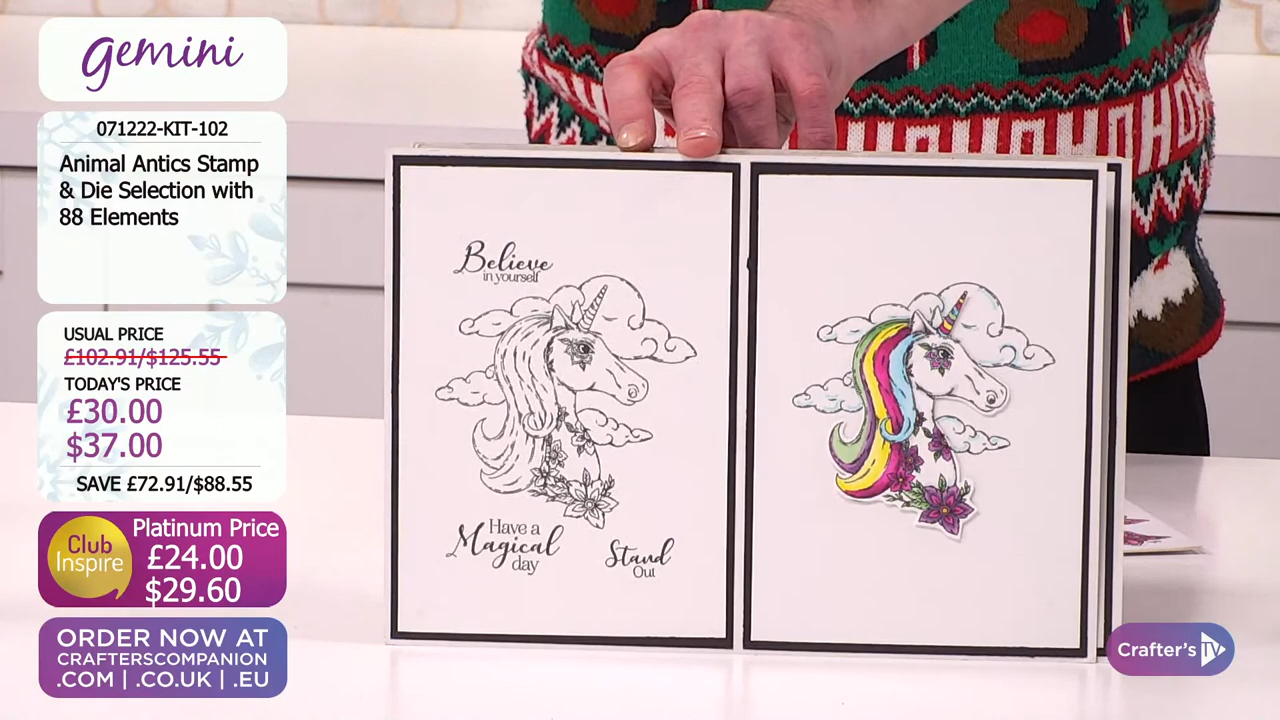 gemini
071222-KIT-102
Animal Antics Stamp
& Die Selection with
88 Elements
USUAL PRICE
£102.91/$125.55
TODAY'S PRICE
£30.00
$37.00
SAVE £72.91/$88.55
Club
Inspire
Platinum Price
£24.00
$29.60
ORDER NOW AT
CRAFTERSCOMPANION
.COM | .CO.UK | .EU
Believe
in yourself
Have a
Magical
day
Stand
Out
Crafter's TV